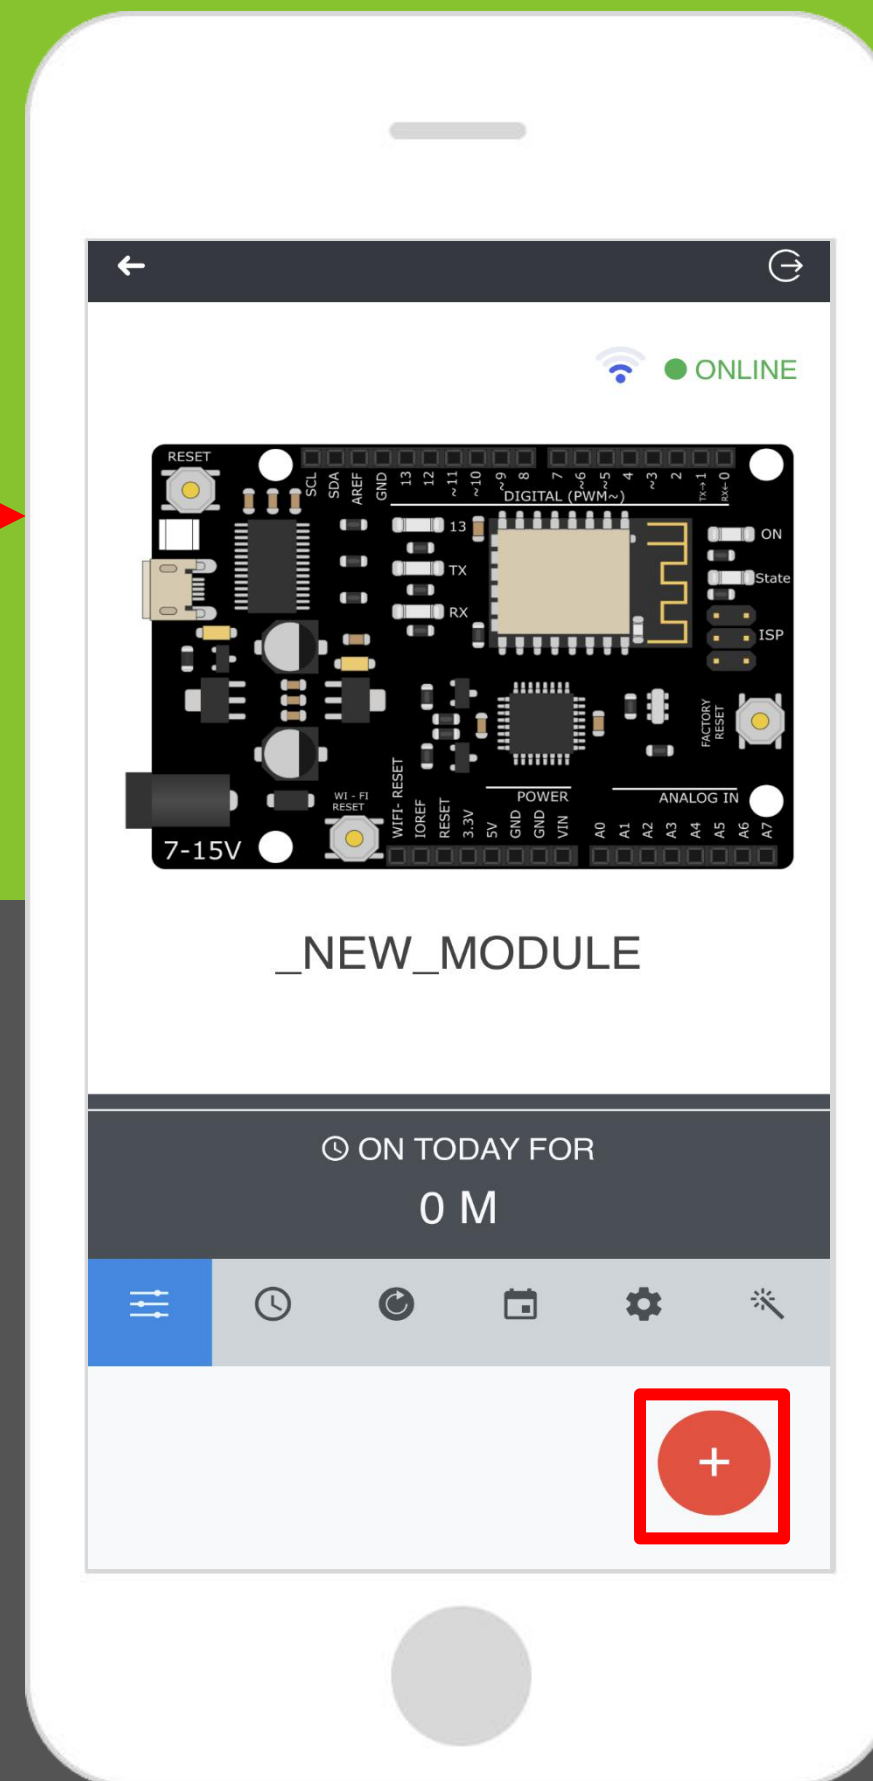 ONLINE
RESET
SCL
SDA
AREF
GND
13
12
~11
~10
~9
8
7
~6
~5
4
~3
2
TX→1
RX←0
DIGITAL (PWM~)
13
TX
RX
ON
State
ISP
FACTORY
RESET
WI - FI
RESET
WIFI- RESET
IOREF
RESET
3.3V
5V
GND
GND
VIN
POWER
ANALOG IN
A0
A1
A2
A3
A4
A5
A6
A7
7-15V
_NEW_MODULE
ON TODAY FOR
0 M
+